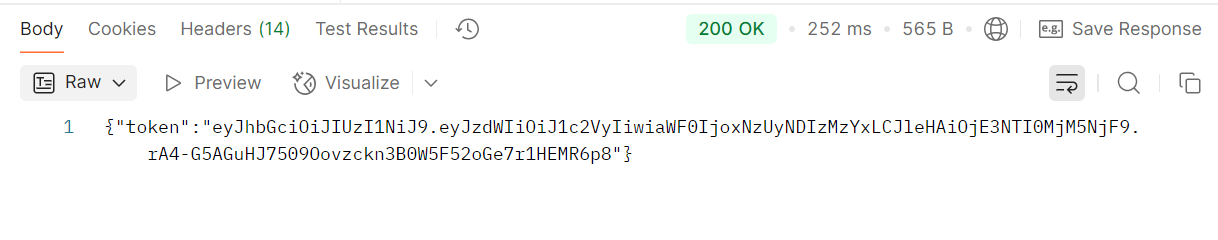 Body Cookies Headers (14) Test Results 200 OK 252 ms 565 B e.g. Save Response
Raw Preview Visualize
1 {"token":"eyJhbGciOiJIUzI1NiJ9.eyJzdWIiOiJ1c2VyIiwiaWF0IjoxNzUyNDIzMzYxLCJleHAiOjE3NTI0MjM5NjF9.
rA4-G5AGuHJ7509Oovzckn3B0W5F52oGe7r1HEMR6p8"}